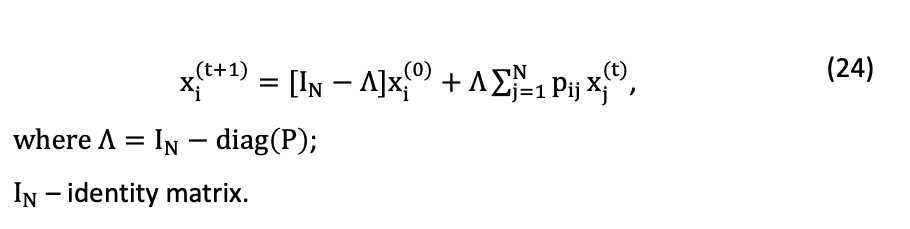 x_i^(t+1) = [I_N − Λ]x_i^(0) + Λ ∑_{j=1}^N p_ij x_j^(t), (24)
where Λ = I_N − diag(P);
I_N – identity matrix.